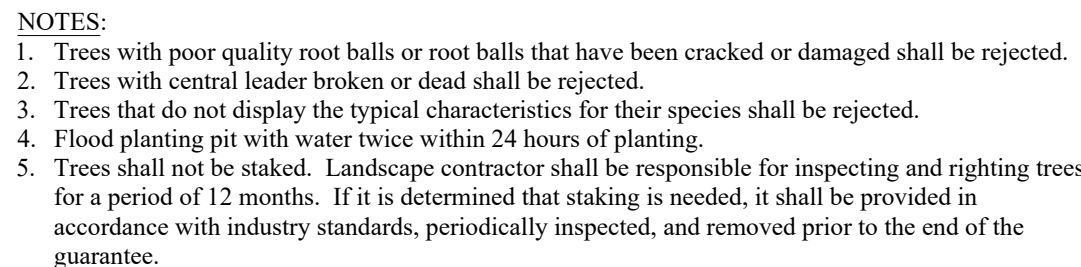 NOTES:
1. Trees with poor quality root balls or root balls that have been cracked or damaged shall be rejected.
2. Trees with central leader broken or dead shall be rejected.
3. Trees that do not display the typical characteristics for their species shall be rejected.
4. Flood planting pit with water twice within 24 hours of planting.
5. Trees shall not be staked.  Landscape contractor shall be responsible for inspecting and righting trees
for a period of 12 months.  If it is determined that staking is needed, it shall be provided in
accordance with industry standards, periodically inspected, and removed prior to the end of the
guarantee.